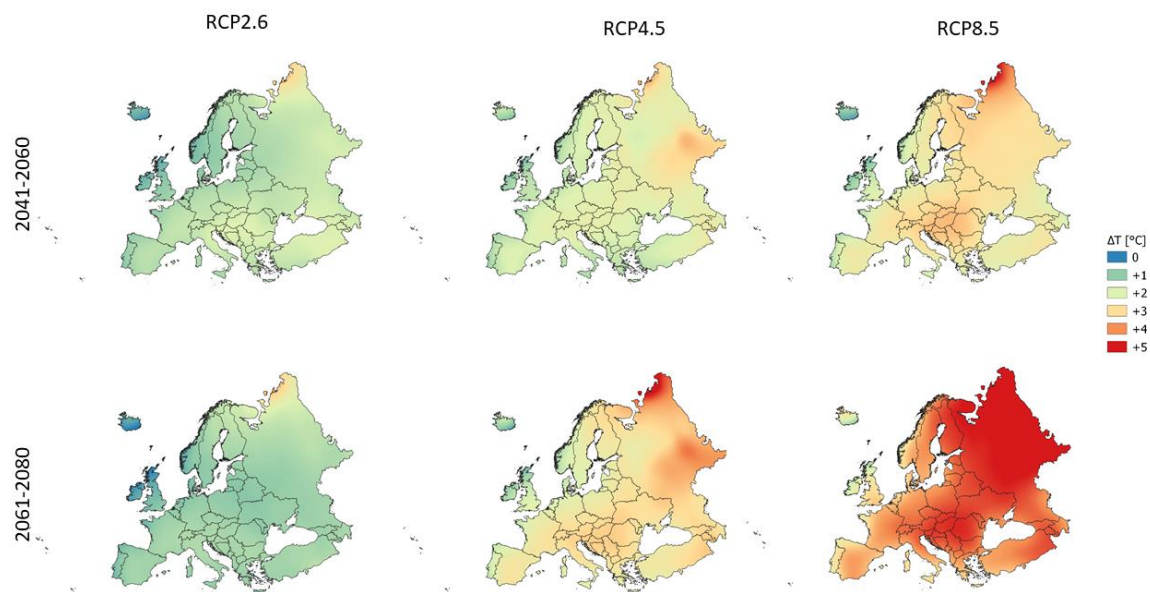 RCP2.6
RCP4.5
RCP8.5
2041-2060
ΔT [°C]
0
+1
+2
+3
+4
+5
2061-2080